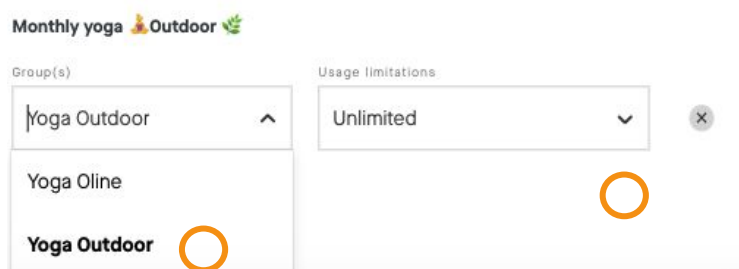 Monthly yoga 🧘Outdoor 🌿
Group(s)
Usage limitations
Yoga Outdoor
Unlimited
Yoga Oline
Yoga Outdoor